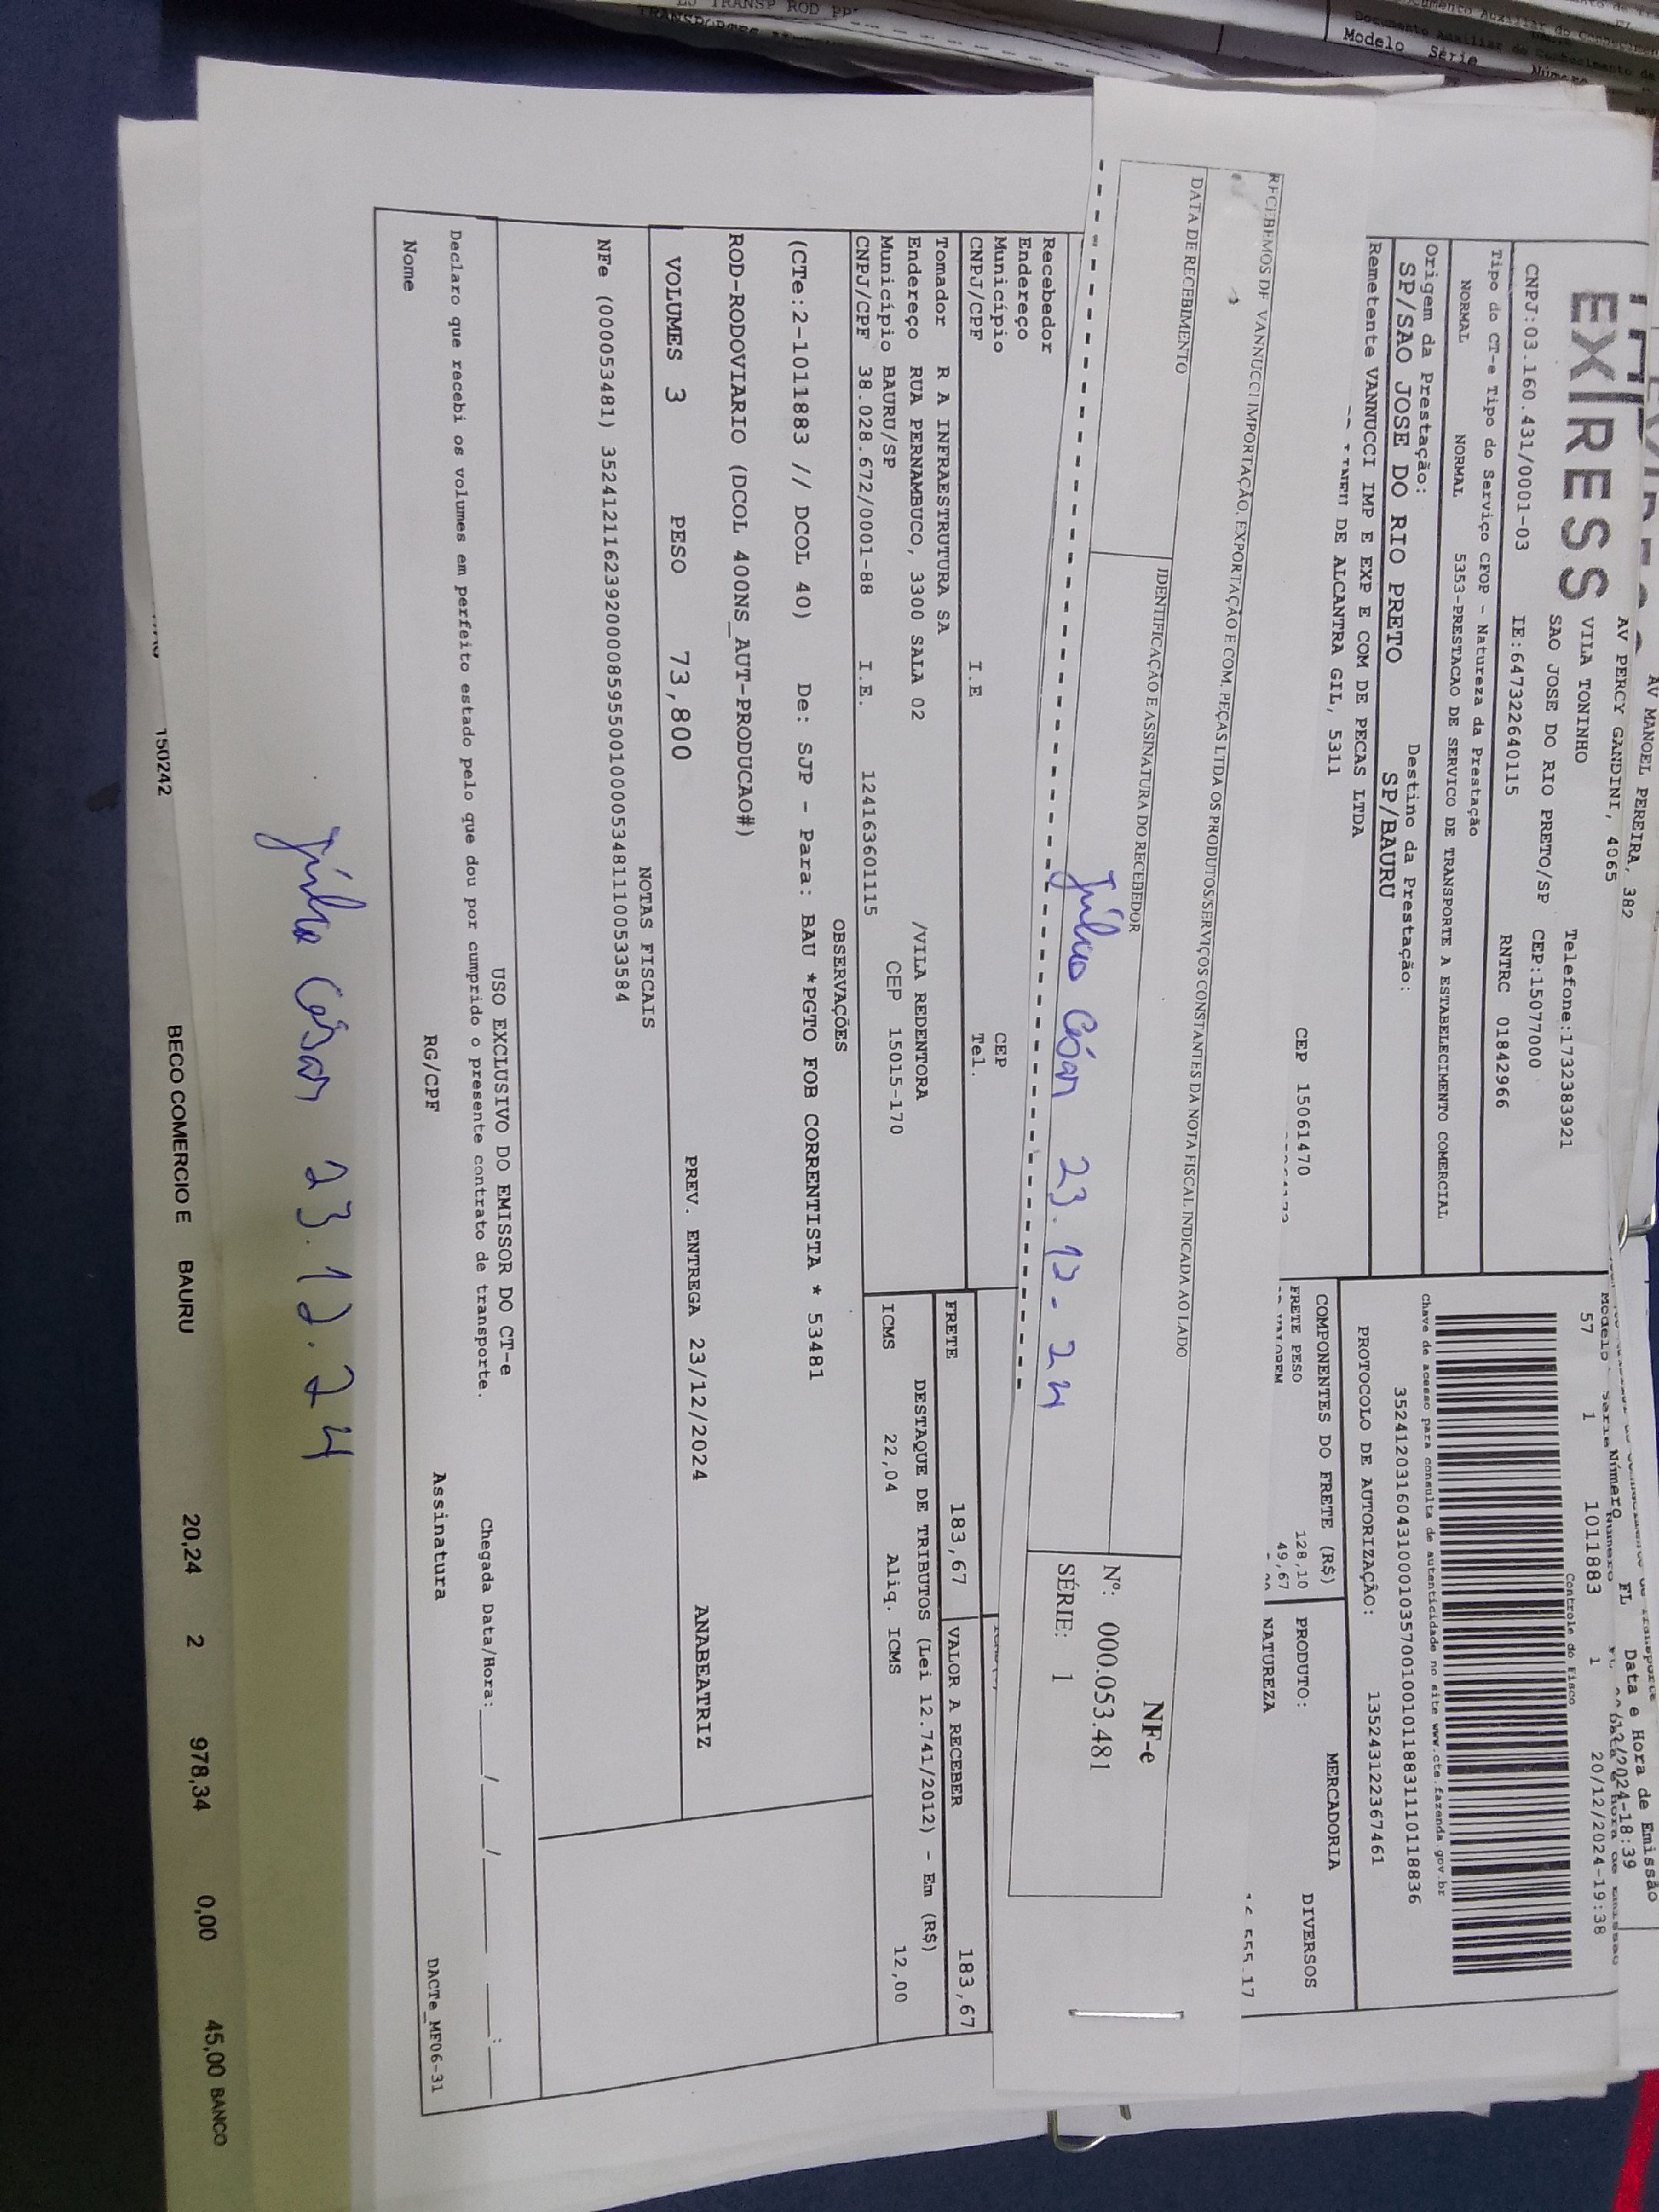 TRANSP ROD
Modelo Série
EXPRESS
AV MANOEL PEREIRA, 382
AV PERCY GANDINI, 4065
VILA TONINHO
Telefone:1732383921
SAO JOSE DO RIO PRETO/SP CEP:15077000
CNPJ:03.160.431/0001-03 IE:647322640115 RNTRC 01842966
Tipo do CT-e Tipo do Serviço CFOP - Natureza da Prestação
NORMAL NORMAL 5353-PRESTACAO DE SERVICO DE TRANSPORTE A ESTABELECIMENTO COMERCIAL
Origem da Prestação: Destino da Prestação:
SP/SAO JOSE DO RIO PRETO SP/BAURU
Remetente VANNUCCI IMP E EXP E COM DE PECAS LTDA
DE ALCANTRA GIL, 5311
CEP 15061470
Data e Hora de Emissão
57 1 1011883 1 20/12/2024-19:38
Controle do Fisco
Chave de acesso para consulta de autenticidade no site www.cte.fazenda.gov.br
35241203160431000103570010010118831110118836
PROTOCOLO DE AUTORIZAÇÃO: 135243122367461
COMPONENTES DO FRETE (R$) MERCADORIA
FRETE PESO 128,10 PRODUTO: DIVERSOS
49,67 NATUREZA
RECEBEMOS DE VANNUCCI IMPORTAÇÃO, EXPORTAÇÃO E COM. PEÇAS LTDA OS PRODUTOS/SERVIÇOS CONSTANTES DA NOTA FISCAL INDICADA AO LADO
DATA DE RECEBIMENTO IDENTIFICAÇÃO E ASSINATURA DO RECEBEDOR
NF-e
Nº: 000.053.481
SÉRIE: 1
Júlio César 23.12.24
Recebedor
Endereço
Município CEP
CNPJ/CPF I.E Tel.
Tomador R A INFRAESTRUTURA SA
Endereço RUA PERNAMBUCO, 3300 SALA 02 /VILA REDENTORA
Município BAURU/SP CEP 15015-170
CNPJ/CPF 38.028.672/0001-88 I.E. 124163601115
FRETE 183,67 VALOR A RECEBER 183,67
DESTAQUE DE TRIBUTOS (Lei 12.741/2012) - Em (R$)
ICMS 22,04 Aliq. ICMS 12,00
OBSERVAÇÕES
(CTe:2-1011883 // DCOL 40) De: SJP - Para: BAU *PGTO FOB CORRENTISTA * 53481
ROD-RODOVIARIO (DCOL 400NS_AUT-PRODUCAO#)
VOLUMES 3 PESO 73,800 PREV. ENTREGA 23/12/2024 ANABEATRIZ
NOTAS FISCAIS
NFe (000053481) 35241211623920000859550010000534811100533584
USO EXCLUSIVO DO EMISSOR DO CT-e
Declaro que recebi os volumes em perfeito estado pelo que dou por cumprido o presente contrato de transporte. Chegada Data/Hora:____/____/____ __:__
Nome RG/CPF Assinatura
DACTe_MF06-31
Júlio César 23.12.24
150242 BECO COMERCIO E BAURU 20,24 2 978,34 0,00 45,00 BANCO